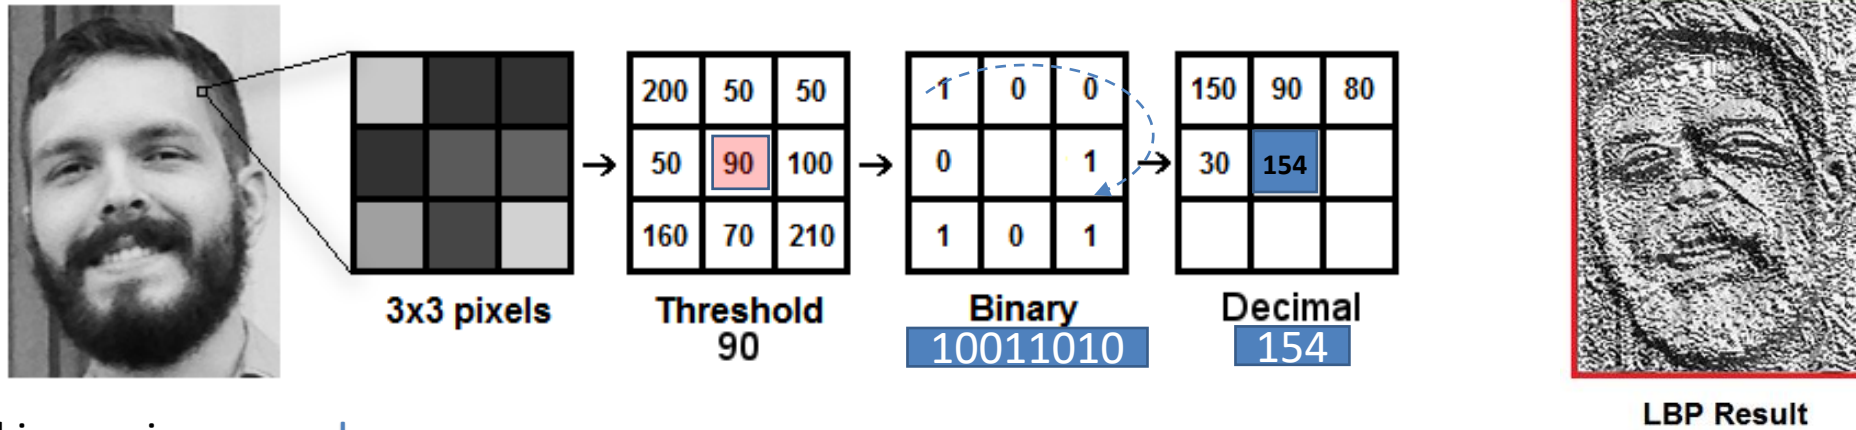 200 50 50
50 90 100
160 70 210
1 0 0
0 1
1 0 1
150 90 80
30 154
3x3 pixels
Threshold
90
Binary
10011010
Decimal
154
LBP Result